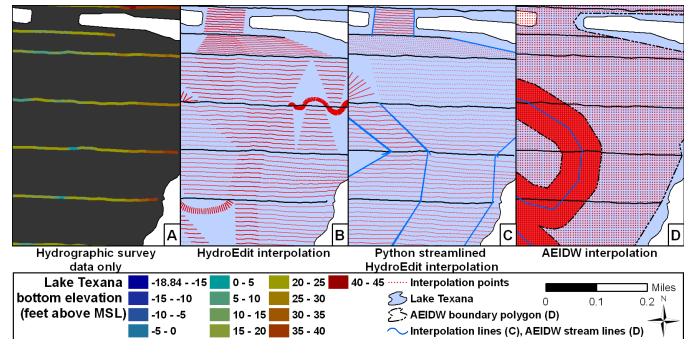 A
B
C
D
Hydrographic survey
data only
HydroEdit interpolation
Python streamlined
HydroEdit interpolation
AEIDW interpolation
Lake Texana
bottom elevation
(feet above MSL)
-18.84 - -15
-15 - -10
-10 - -5
-5 - 0
0 - 5
5 - 10
10 - 15
15 - 20
20 - 25
25 - 30
30 - 35
35 - 40
40 - 45
Interpolation points
Lake Texana
AEIDW boundary polygon (D)
Interpolation lines (C), AEIDW stream lines (D)
Miles
0 0.1 0.2
N